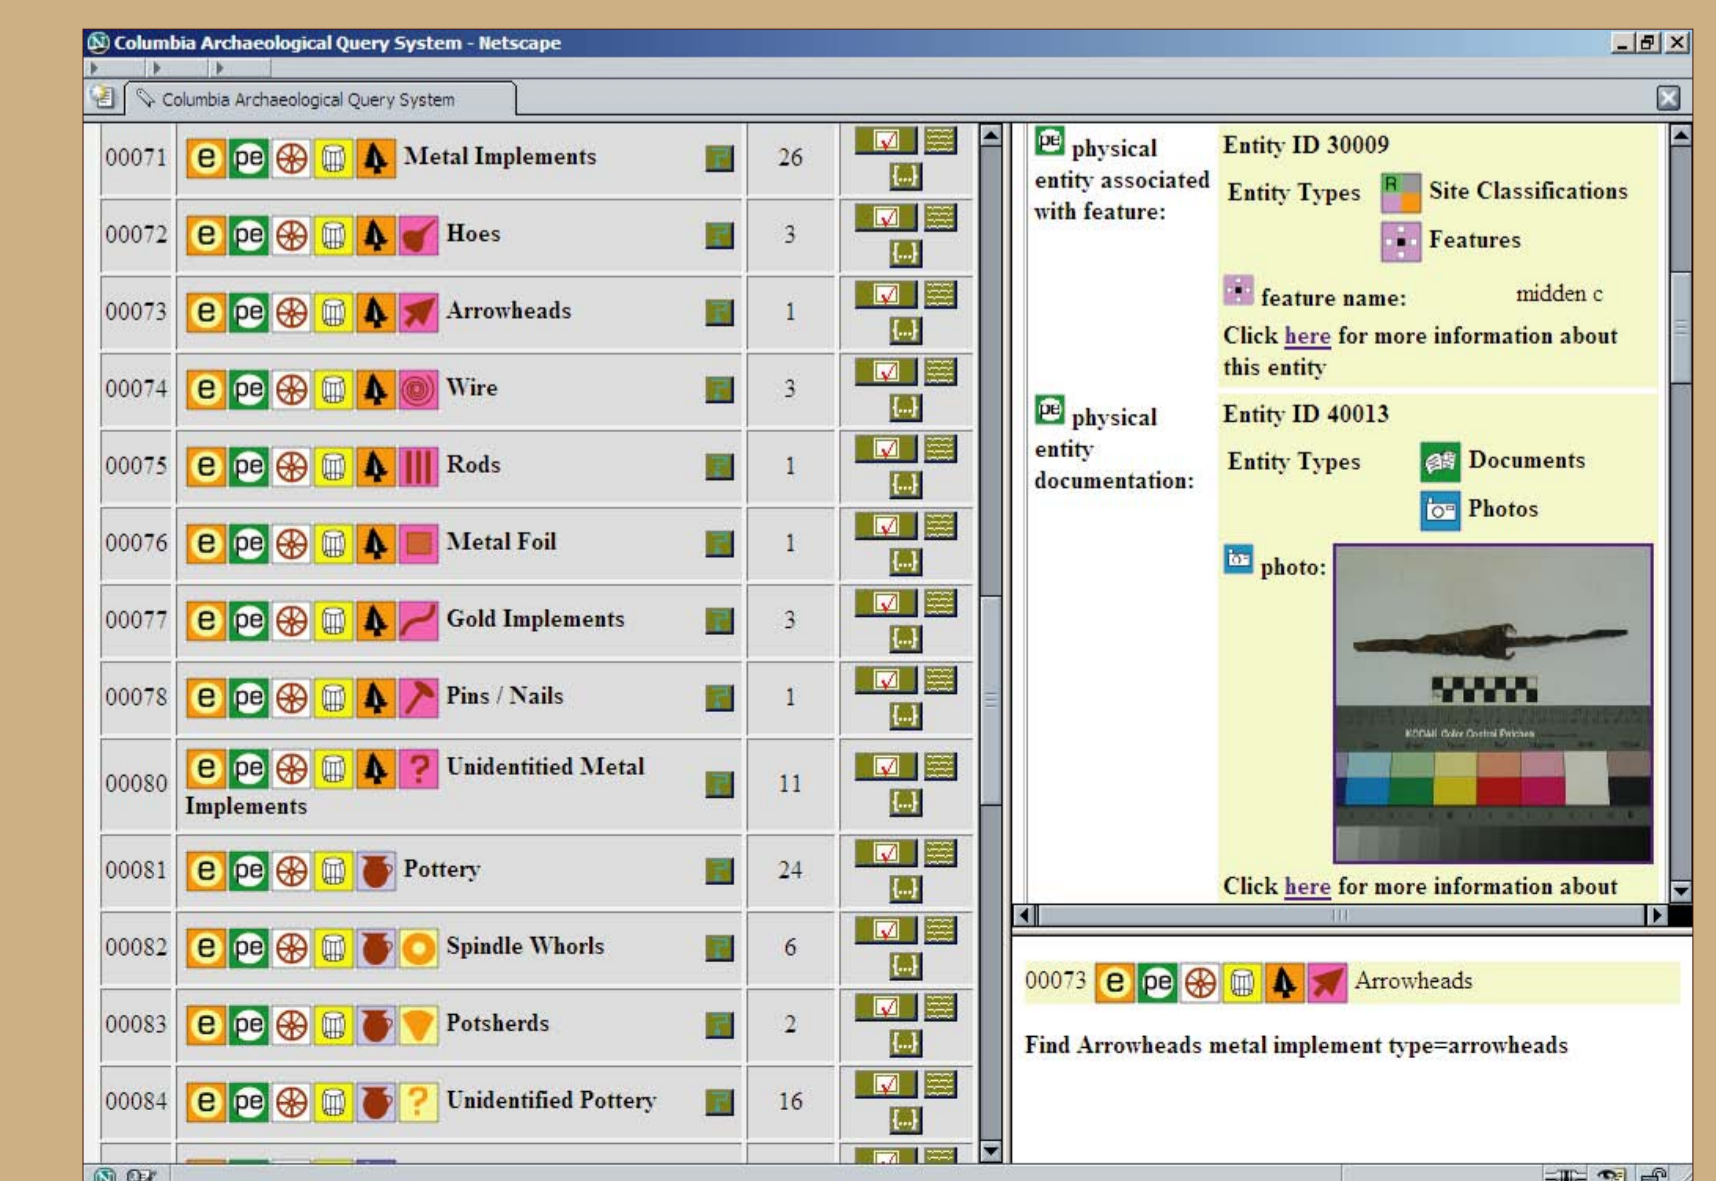 Columbia Archaeological Query System - Netscape
Columbia Archaeological Query System
00071 e pe Metal Implements 26
{...}
00072 e pe Hoes 3
{...}
00073 e pe Arrowheads 1
{...}
00074 e pe Wire 3
{...}
00075 e pe Rods 1
{...}
00076 e pe Metal Foil 1
{...}
00077 e pe Gold Implements 3
{...}
00078 e pe Pins / Nails 1
{...}
00080 e pe ? Unidentitied Metal
Implements 11
{...}
00081 e pe Pottery 24
{...}
00082 e pe Spindle Whorls 6
{...}
00083 e pe Potsherds 2
{...}
00084 e pe ? Unidentified Pottery 16
{...}
pe physical
entity associated
with feature:
Entity ID 30009
Entity Types R Site Classifications
Features
feature name: midden c
Click here for more information about
this entity
pe physical
entity
documentation:
Entity ID 40013
Entity Types Documents
Photos
photo:
KODAK Color Control Patches
Click here for more information about
00073 e pe Arrowheads
Find Arrowheads metal implement type=arrowheads